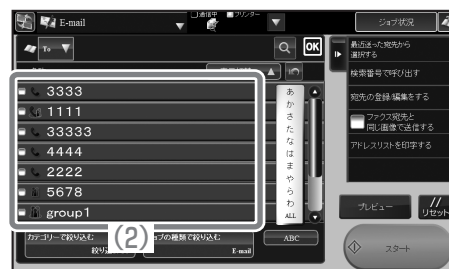 E-mail
通信中
プリンター
ジョブ状況
To
OK
最近送った宛先から
選択する
検索番号で呼び出す
宛先の登録/編集をする
ファクス宛先と
同じ画像で送信する
アドレスリストを印字する
3333
1111
33333
4444
2222
5678
group1
あ
か
さ
た
な
は
ま
や
ら
わ
ALL
(2)
カテゴリーで絞り込む
ジョブの種類で絞り込む
E-mail
ABC
プレビュー
リセット
スタート